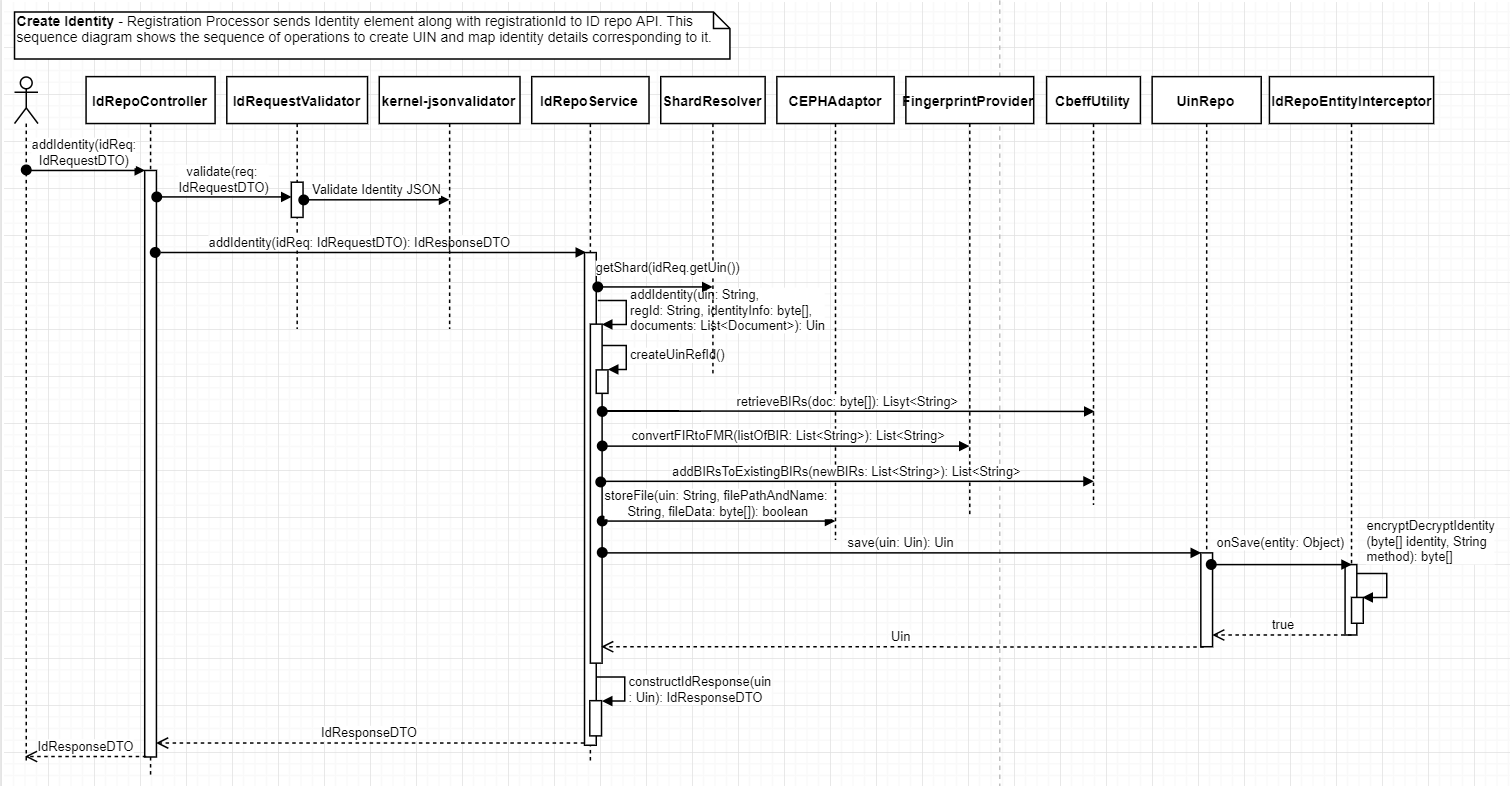 Create Identity - Registration Processor sends Identity element along with registrationId to ID repo API. This
sequence diagram shows the sequence of operations to create UIN and map identity details corresponding to it.
IdRepoController
IdRequestValidator
kernel-jsonvalidator
IdRepoService
ShardResolver
CEPHAdaptor
FingerprintProvider
CbeffUtility
UinRepo
IdRepoEntityInterceptor
addIdentity(idReq:
IdRequestDTO)
validate(req:
IdRequestDTO)
Validate Identity JSON
addIdentity(idReq: IdRequestDTO): IdResponseDTO
getShard(idReq.getUin())
addIdentity(uin: String,
regId: String, identityInfo: byte[],
documents: List<Document>): Uin
createUinRefId()
retrieveBIRs(doc: byte[]): Lisyt<String>
convertFIRtoFMR(listOfBIR: List<String>): List<String>
addBIRsToExistingBIRs(newBIRs: List<String>): List<String>
storeFile(uin: String, filePathAndName:
String, fileData: byte[]): boolean
save(uin: Uin): Uin
onSave(entity: Object)
encryptDecryptIdentity
(byte[] identity, String
method): byte[]
true
Uin
constructIdResponse(uin
: Uin): IdResponseDTO
IdResponseDTO
IdResponseDTO